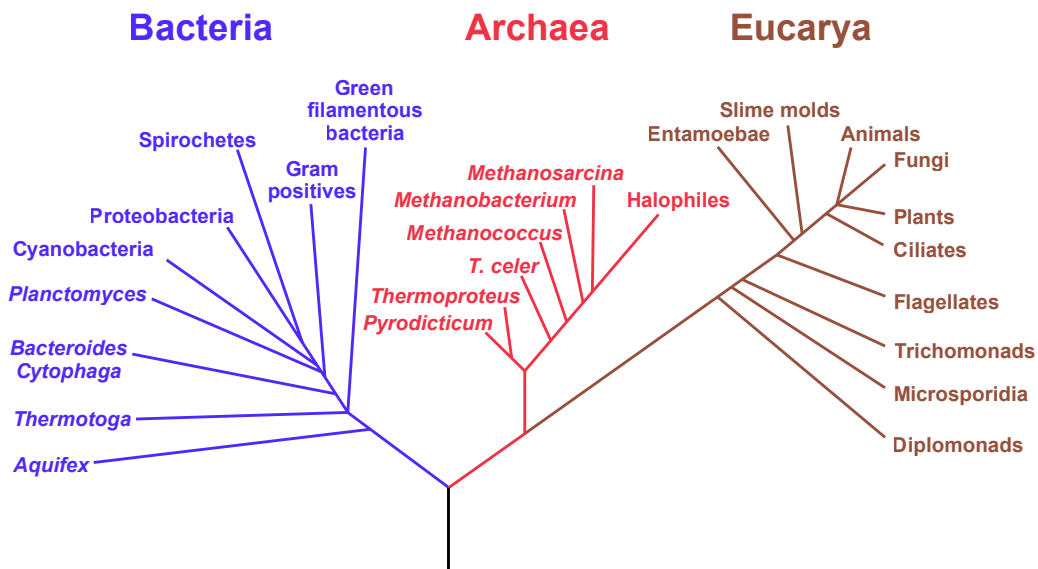 Bacteria
Archaea
Eucarya
Green
filamentous
bacteria
Spirochetes
Gram
positives
Proteobacteria
Cyanobacteria
Planctomyces
Bacteroides
Cytophaga
Thermotoga
Aquifex
Methanosarcina
Methanobacterium
Halophiles
Methanococcus
T. celer
Thermoproteus
Pyrodicticum
Slime molds
Entamoebae
Animals
Fungi
Plants
Ciliates
Flagellates
Trichomonads
Microsporidia
Diplomonads